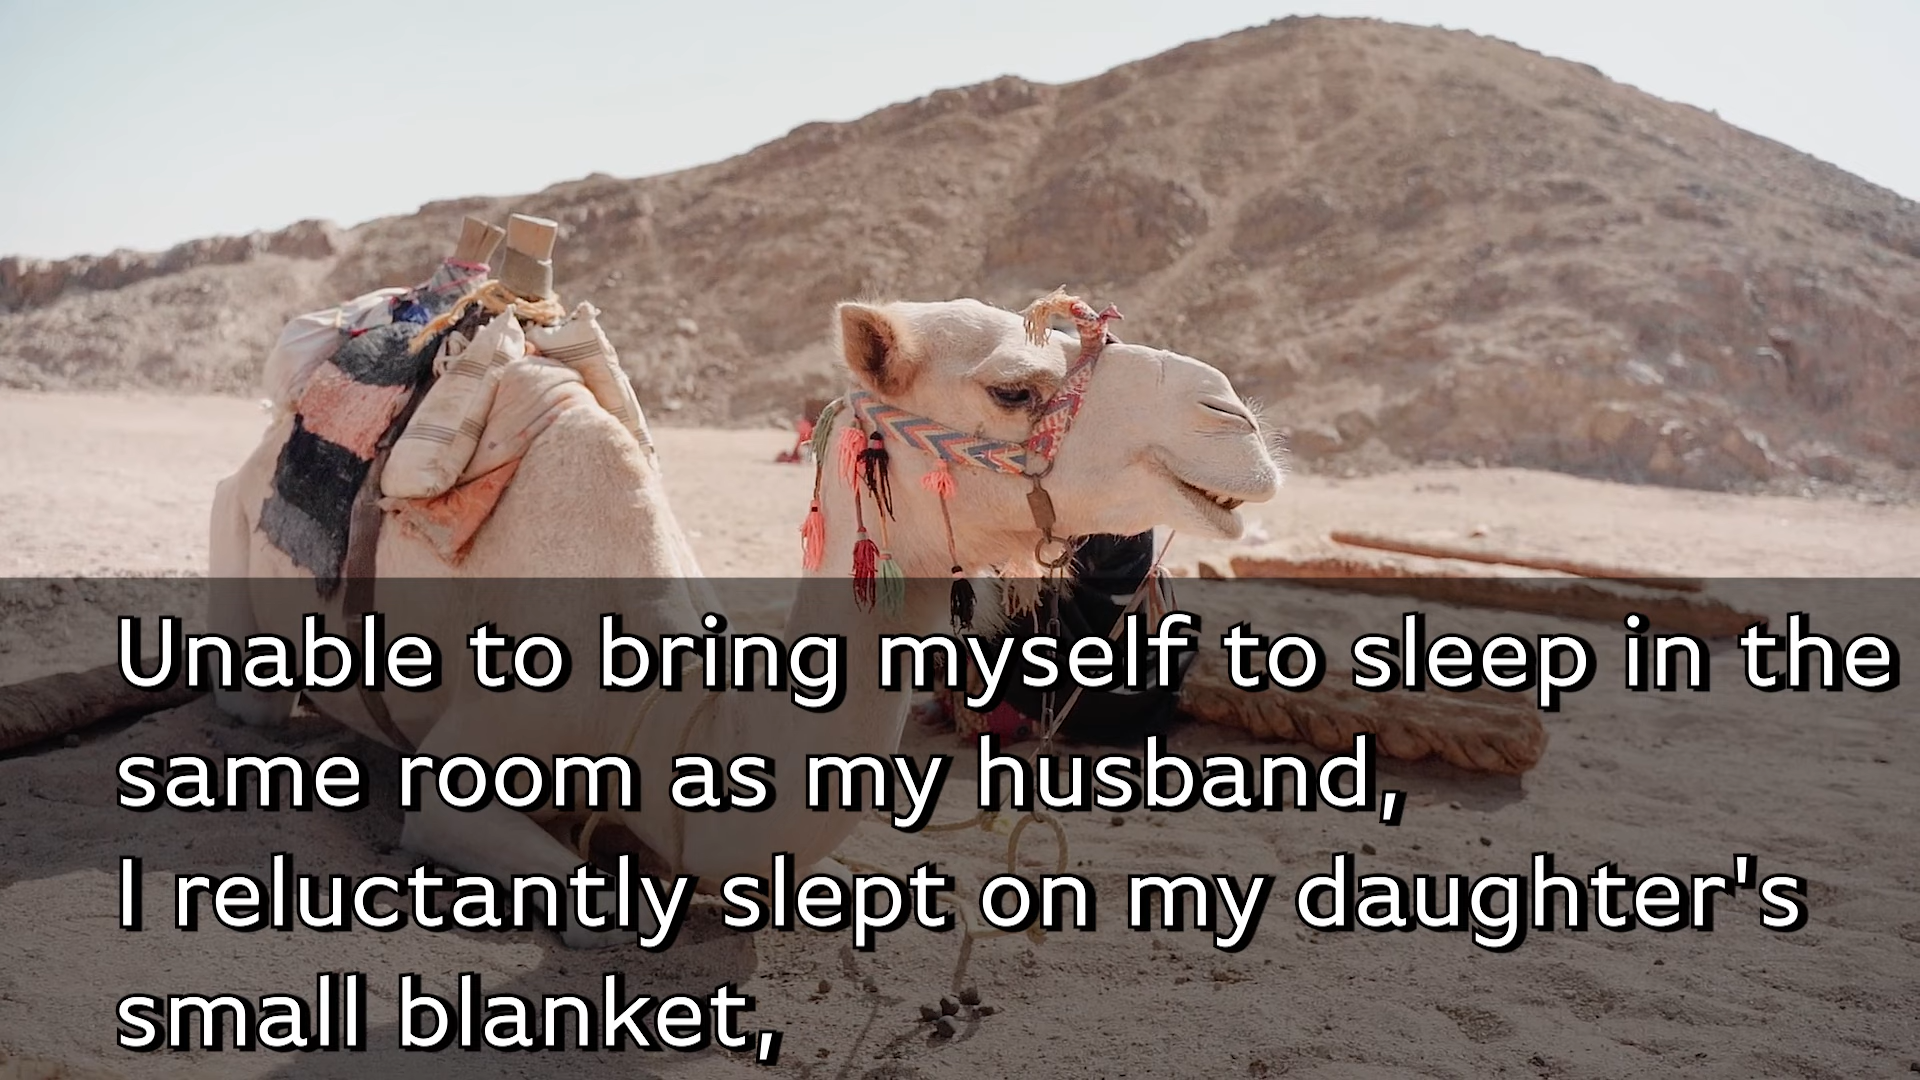 Unable to bring myself to sleep in the
same room as my husband,
I reluctantly slept on my daughter's
small blanket,